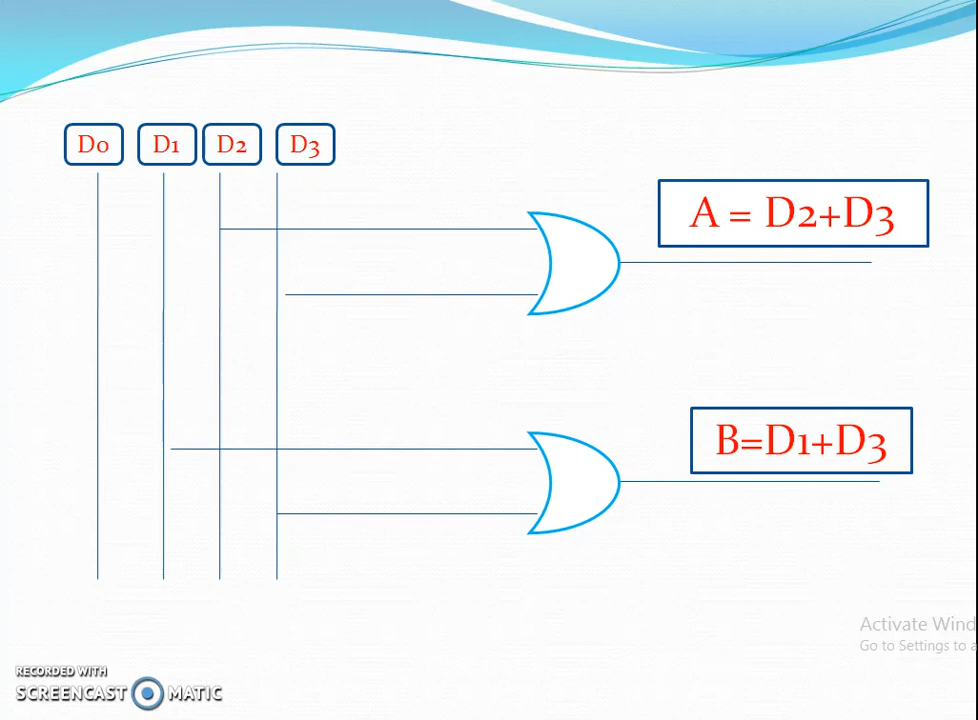 D0 D1 D2 D3
A = D2+D3
B=D1+D3
Activate Wind
Go to Settings to a
RECORDED WITH
SCREENCAST MATIC